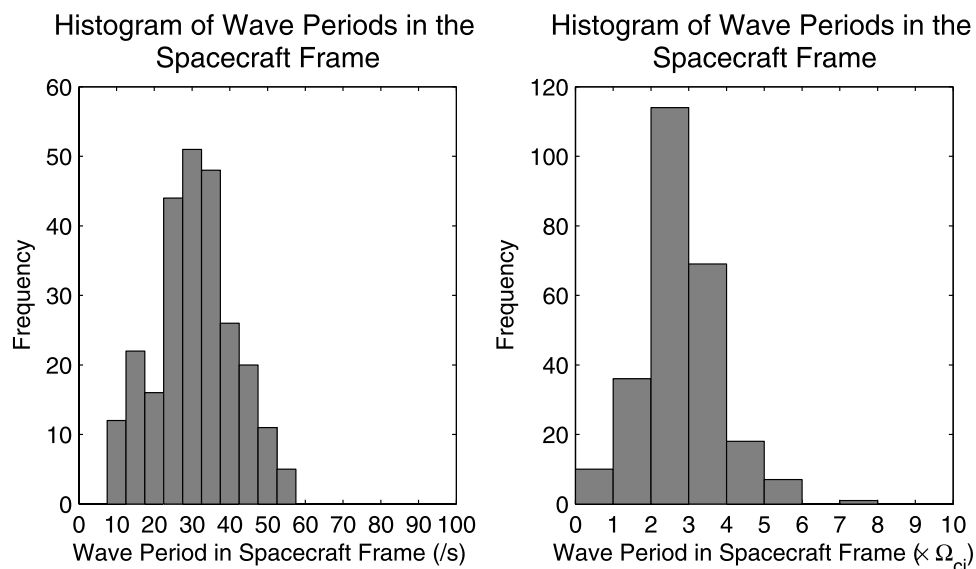 Histogram of Wave Periods in the
Spacecraft Frame
60
50
40
30
20
10
0
Frequency
0 10 20 30 40 50 60 70 80 90 100
Wave Period in Spacecraft Frame (/s)
Histogram of Wave Periods in the
Spacecraft Frame
120
100
80
60
40
20
0
Frequency
0 1 2 3 4 5 6 7 8 9 10
Wave Period in Spacecraft Frame (× Ω_ci)